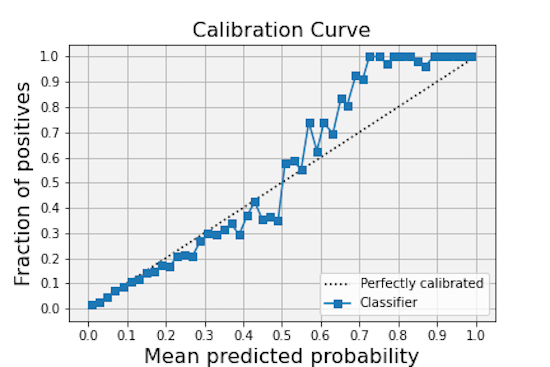 Calibration Curve
Fraction of positives
1.0
0.9
0.8
0.7
0.6
0.5
0.4
0.3
0.2
0.1
0.0
Perfectly calibrated
Classifier
0.0 0.1 0.2 0.3 0.4 0.5 0.6 0.7 0.8 0.9 1.0
Mean predicted probability